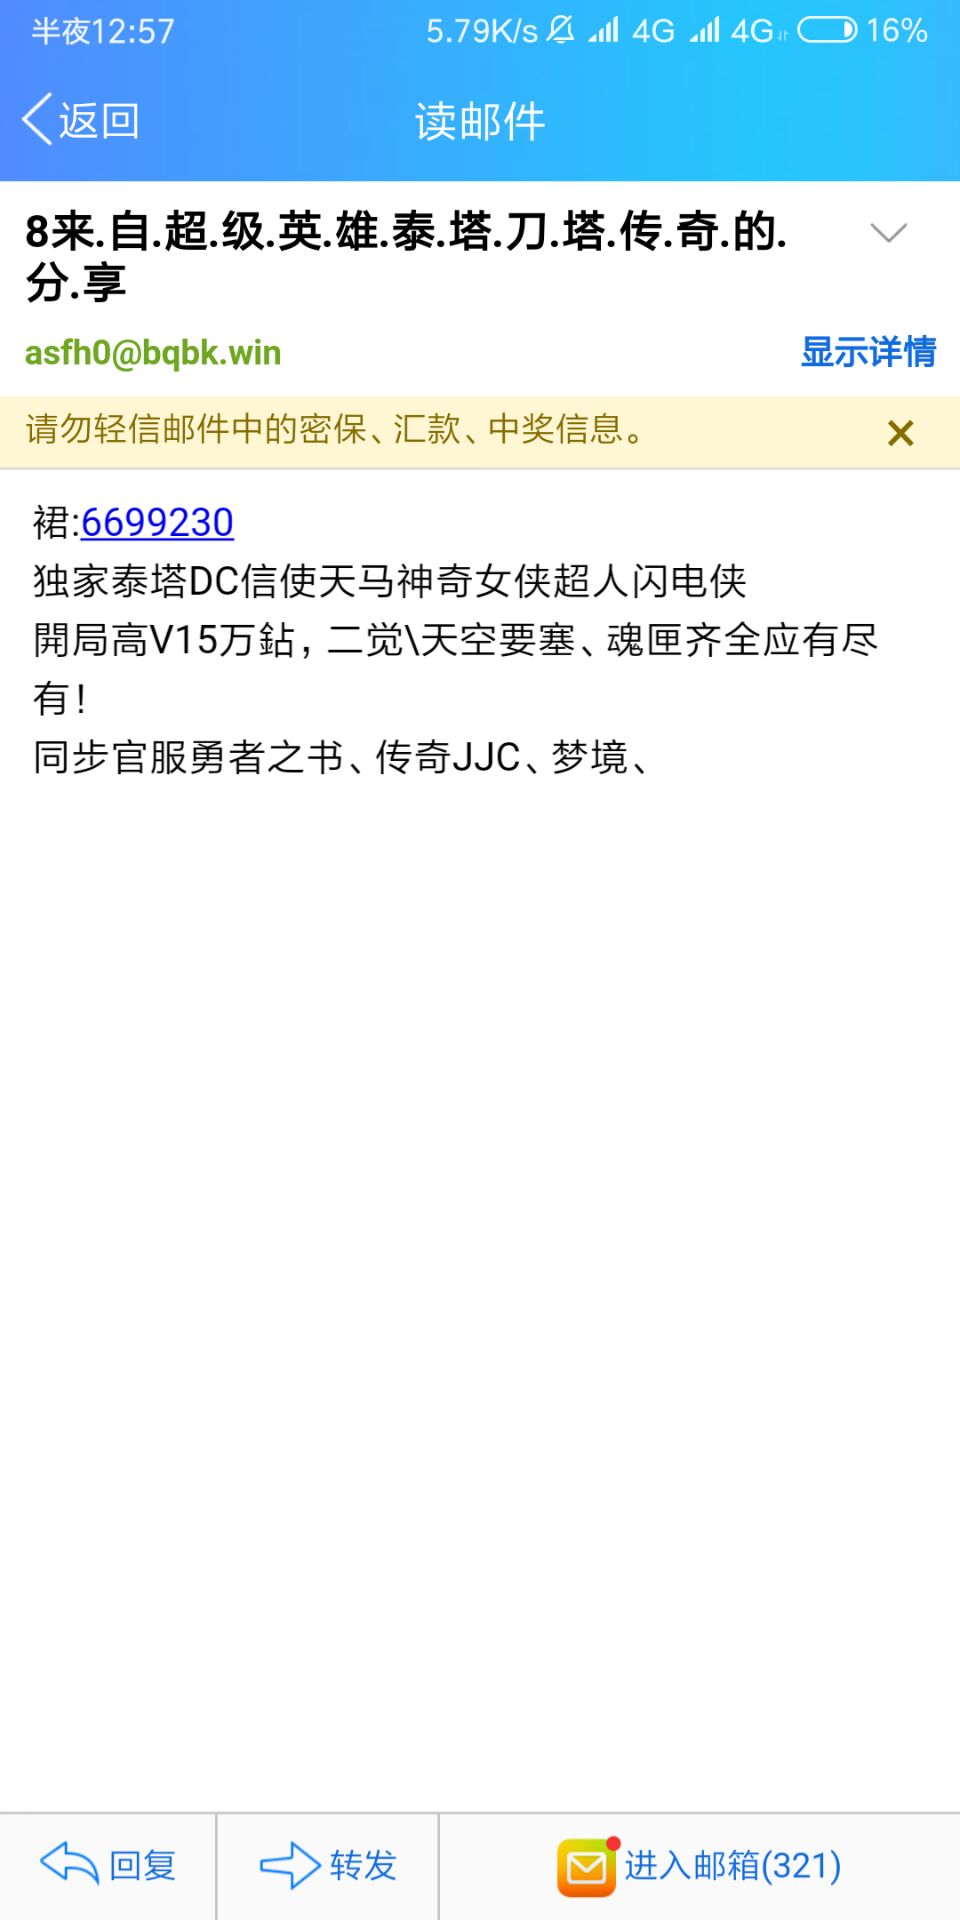 半夜12:57 5.79K/s 4G 4G 16%
返回 读邮件
8来.自.超.级.英.雄.泰.塔.刀.塔.传.奇.的.
分.享
asfh0@bqbk.win 显示详情
请勿轻信邮件中的密保、汇款、中奖信息。
裙:6699230
独家泰塔DC信使天马神奇女侠超人闪电侠
開局高V15万鉆，二觉\天空要塞、魂匣齐全应有尽
有！
同步官服勇者之书、传奇JJC、梦境、
回复 转发 进入邮箱(321)